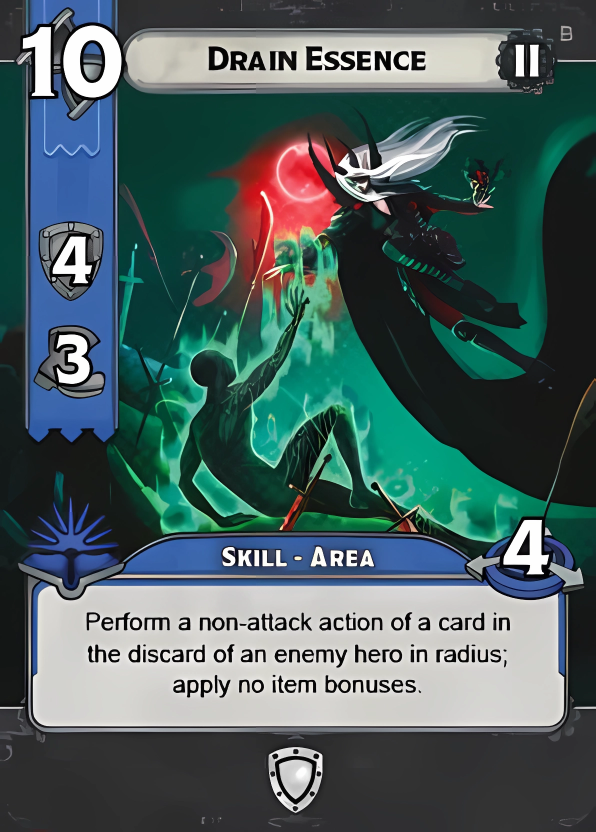 10
DRAIN ESSENCE
II
B
4
3
SKILL - AREA
4
Perform a non-attack action of a card in
the discard of an enemy hero in radius;
apply no item bonuses.